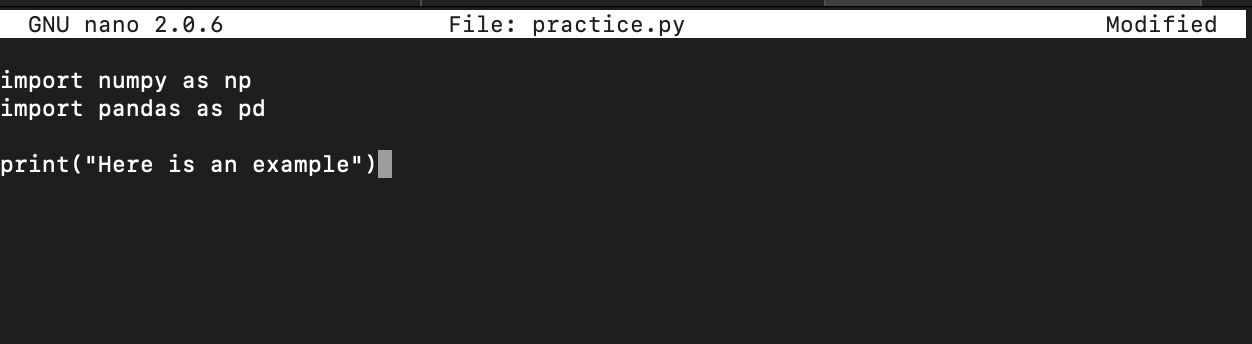 GNU nano 2.0.6 File: practice.py Modified
import numpy as np
import pandas as pd
print("Here is an example")